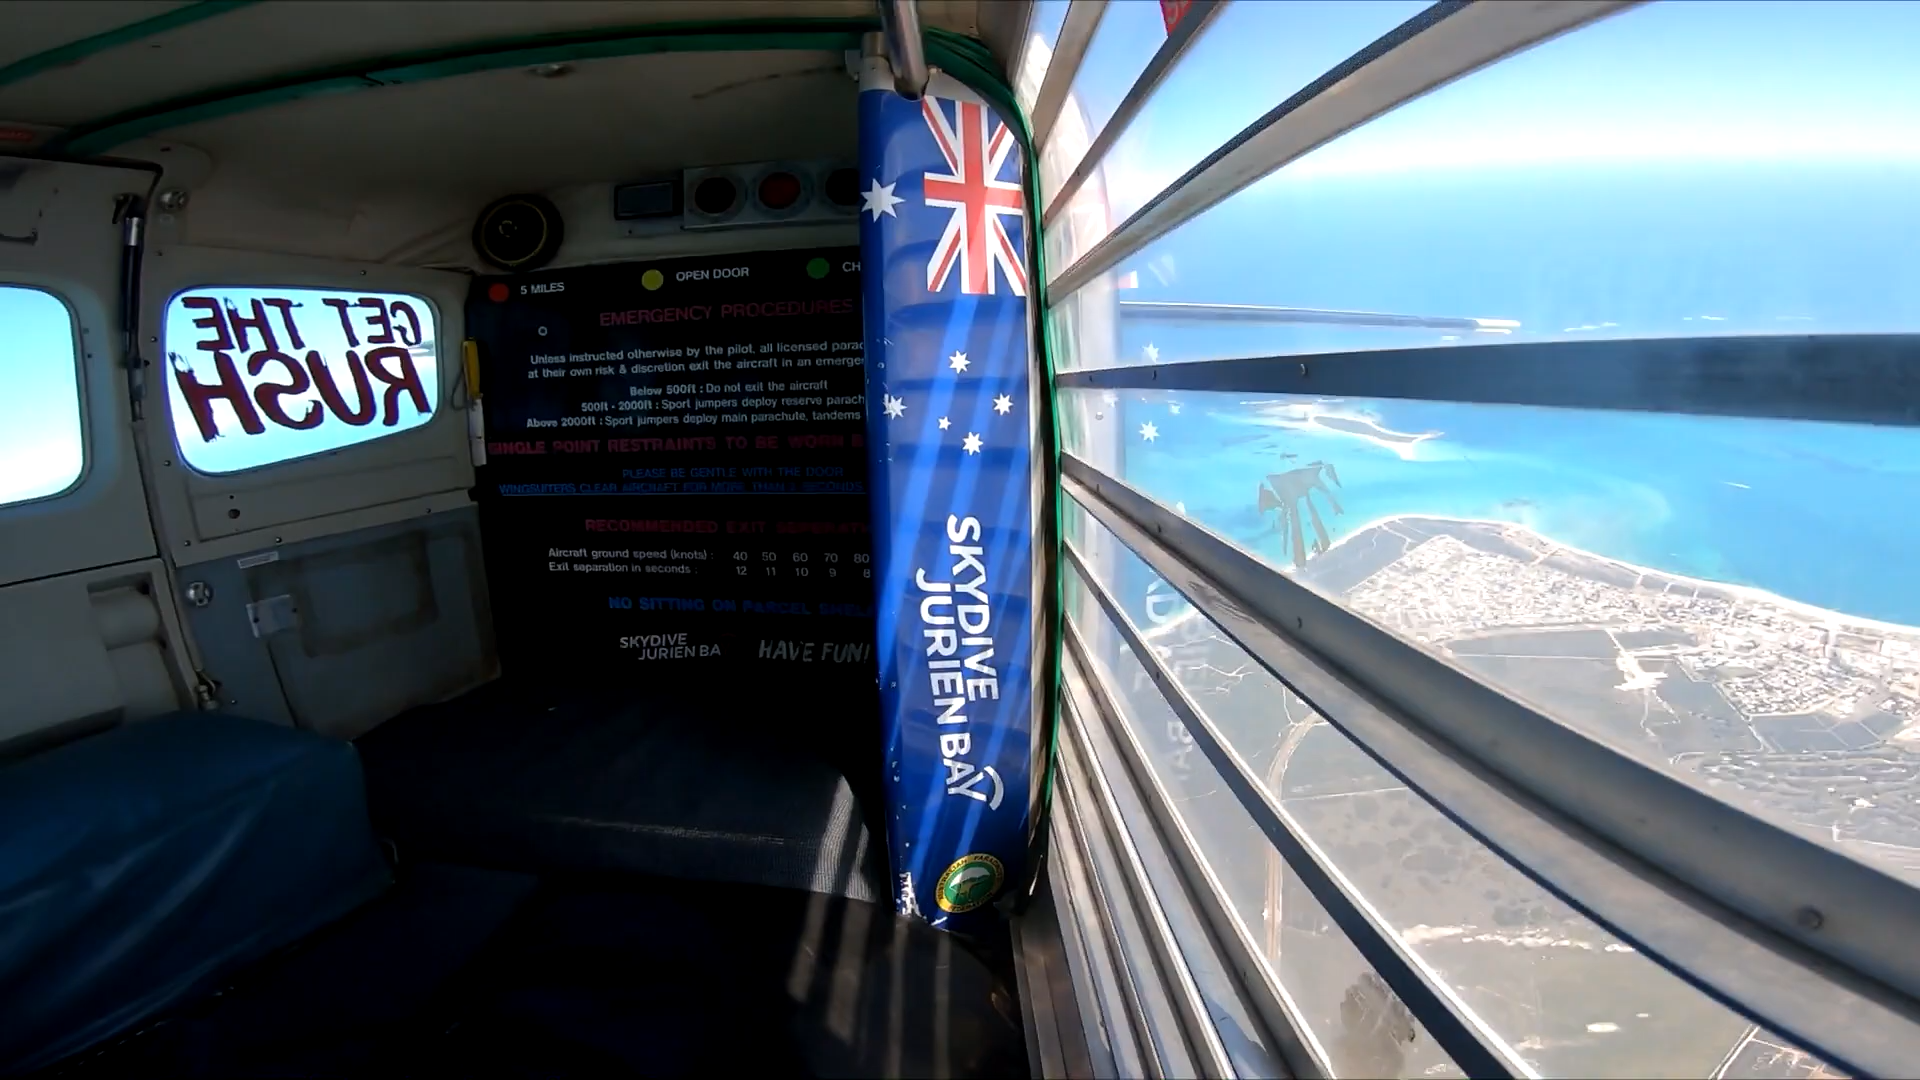 GET THE
RUSH
5 MILES
OPEN DOOR
CH
EMERGENCY PROCEDURES
Unless instructed otherwise by the pilot, all licensed parac
at their own risk & discretion exit the aircraft in an emerge
Below 500ft : Do not exit the aircraft
500ft - 2000ft : Sport jumpers deploy reserve parach
Above 2000ft : Sport jumpers deploy main parachute, tandems
SINGLE POINT RESTRAINTS TO BE WORN B
PLEASE BE GENTLE WITH THE DOOR
WINGSUITERS CLEAR AIRCRAFT FOR MORE THAN SECONDS
RECOMMENDED EXIT SEPARAT
Aircraft ground speed (knots) : 40 50 60 70 80
Exit separation in seconds : 12 11 10 9 8
NO SITTING ON PARCEL SHEL
SKYDIVE
JURIEN BA
HAVE FUN!
SKYDIVE
JURIEN BAY